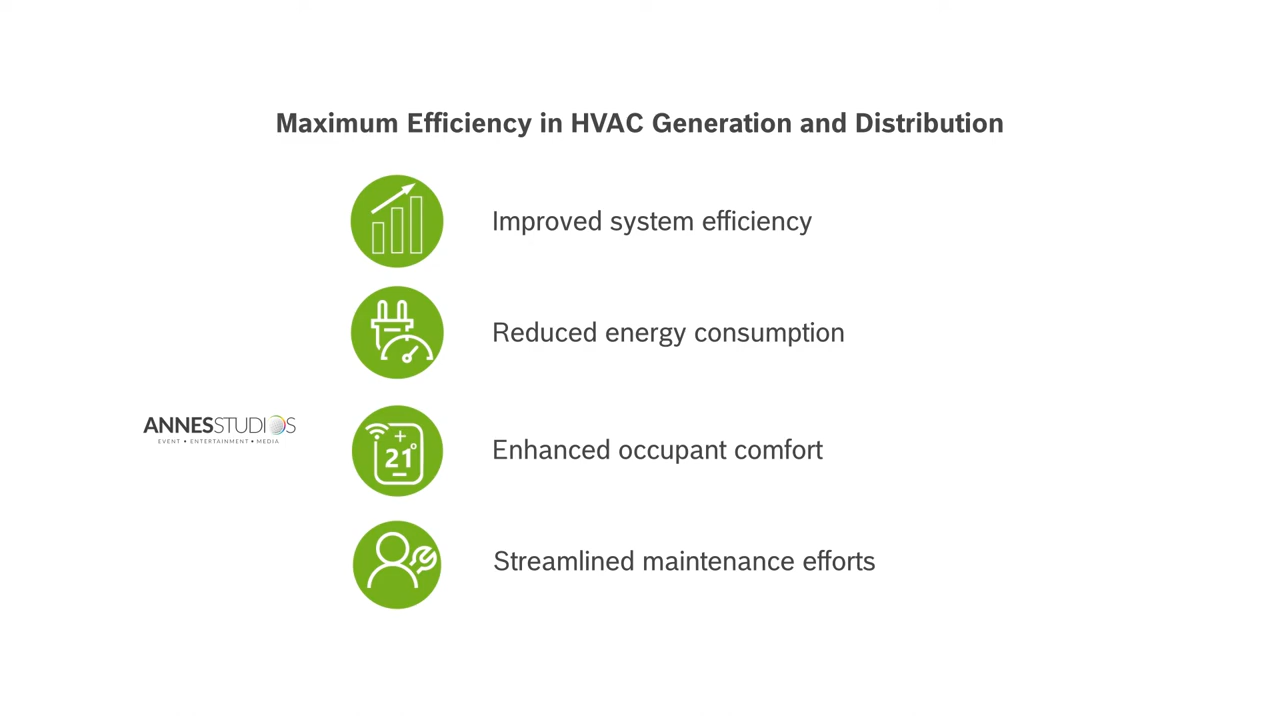 Maximum Efficiency in HVAC Generation and Distribution
Improved system efficiency
Reduced energy consumption
ANNESSTUDIOS
EVENT • ENTERTAINMENT • MEDIA
+
21°
Enhanced occupant comfort
Streamlined maintenance efforts